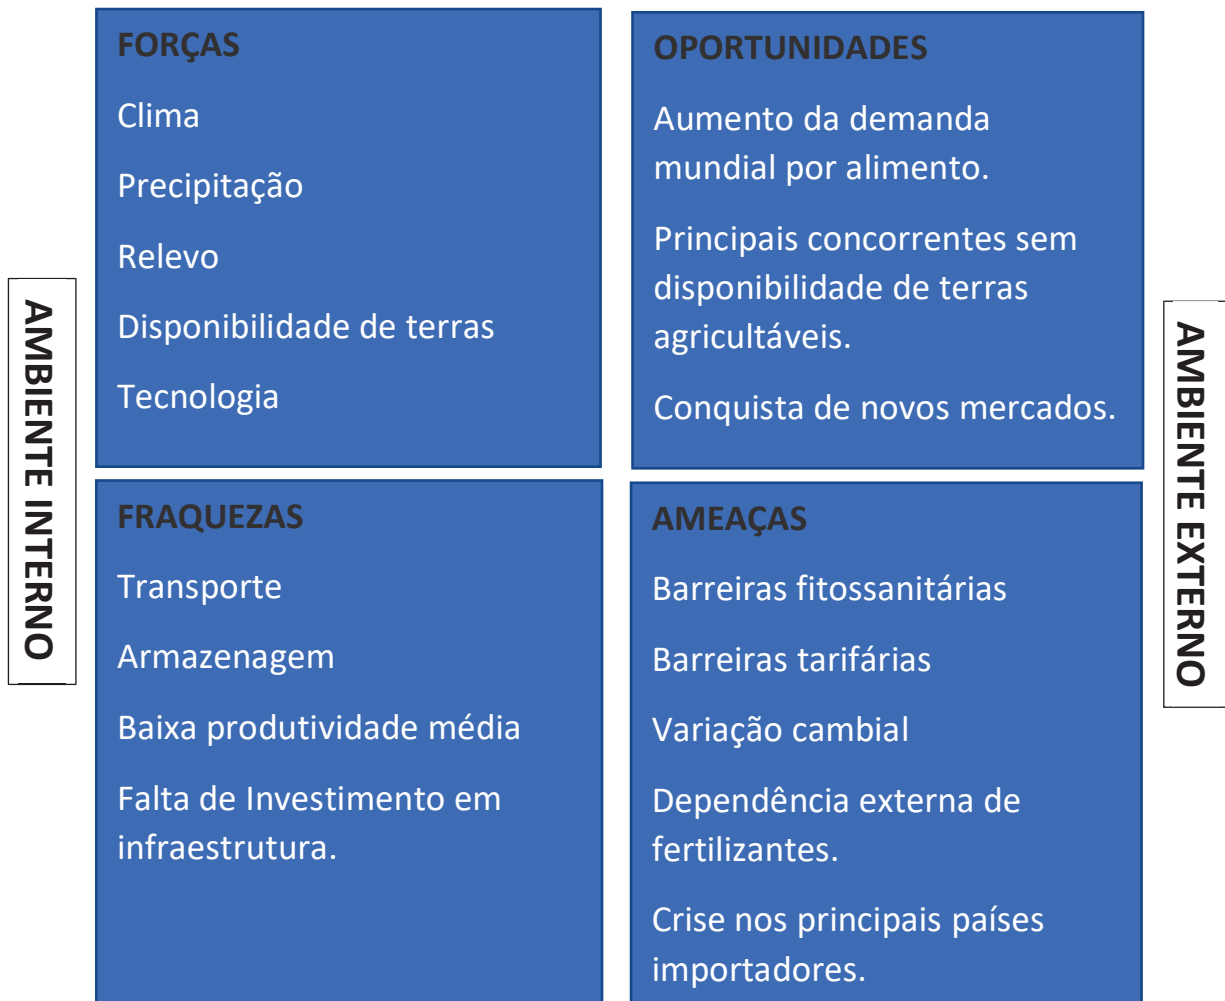 AMBIENTE INTERNO
FORÇAS
Clima
Precipitação
Relevo
Disponibilidade de terras
Tecnologia
OPORTUNIDADES
Aumento da demanda
mundial por alimento.
Principais concorrentes sem
disponibilidade de terras
agricultáveis.
Conquista de novos mercados.
FRAQUEZAS
Transporte
Armazenagem
Baixa produtividade média
Falta de Investimento em
infraestrutura.
AMEAÇAS
Barreiras fitossanitárias
Barreiras tarifárias
Variação cambial
Dependência externa de
fertilizantes.
Crise nos principais países
importadores.
AMBIENTE EXTERNO